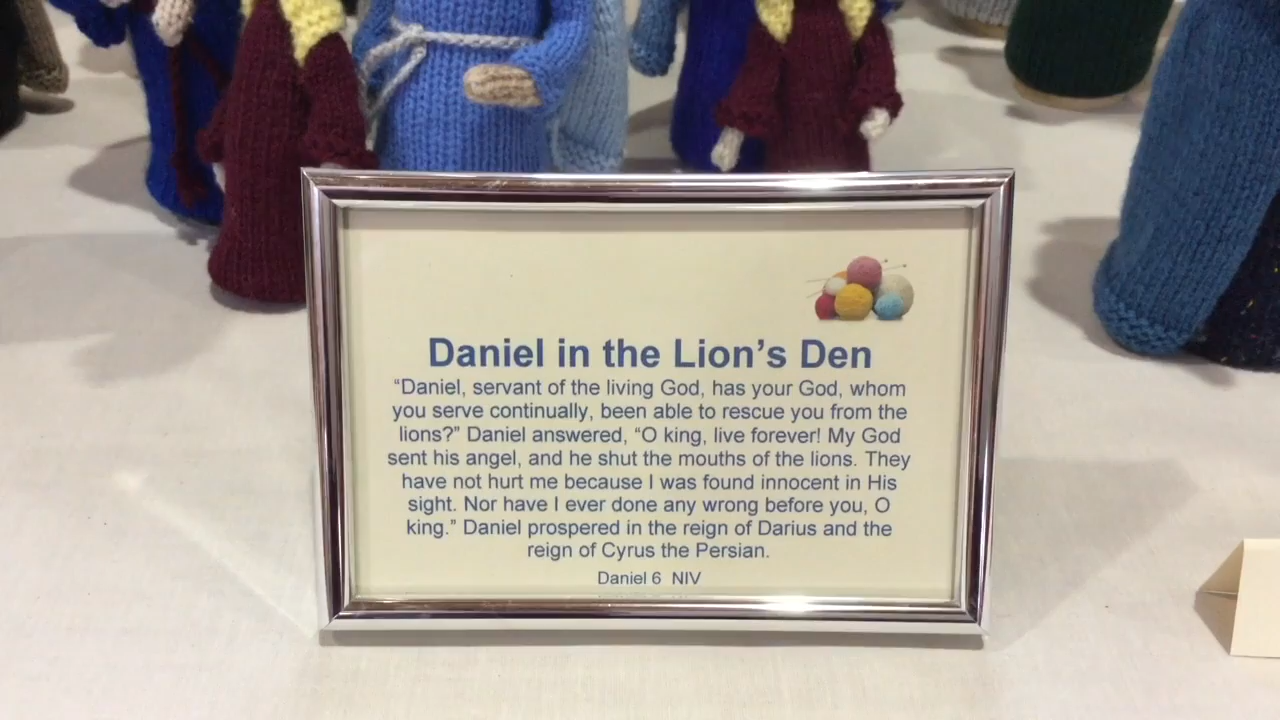 Daniel in the Lion’s Den
“Daniel, servant of the living God, has your God, whom
you serve continually, been able to rescue you from the
lions?” Daniel answered, “O king, live forever! My God
sent his angel, and he shut the mouths of the lions. They
have not hurt me because I was found innocent in His
sight. Nor have I ever done any wrong before you, O
king.” Daniel prospered in the reign of Darius and the
reign of Cyrus the Persian.
Daniel 6 NIV